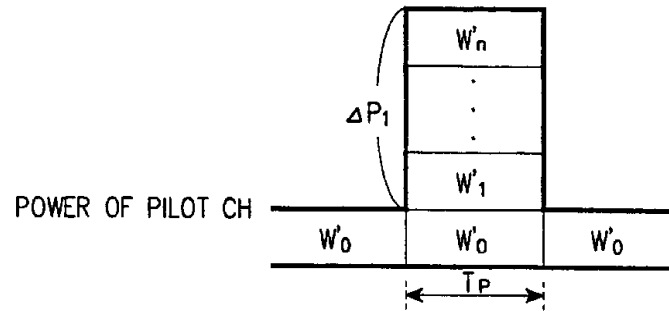 W'n
.
.
.
ΔP1
W'1
POWER OF PILOT CH
W'0 W'0 W'0
TP